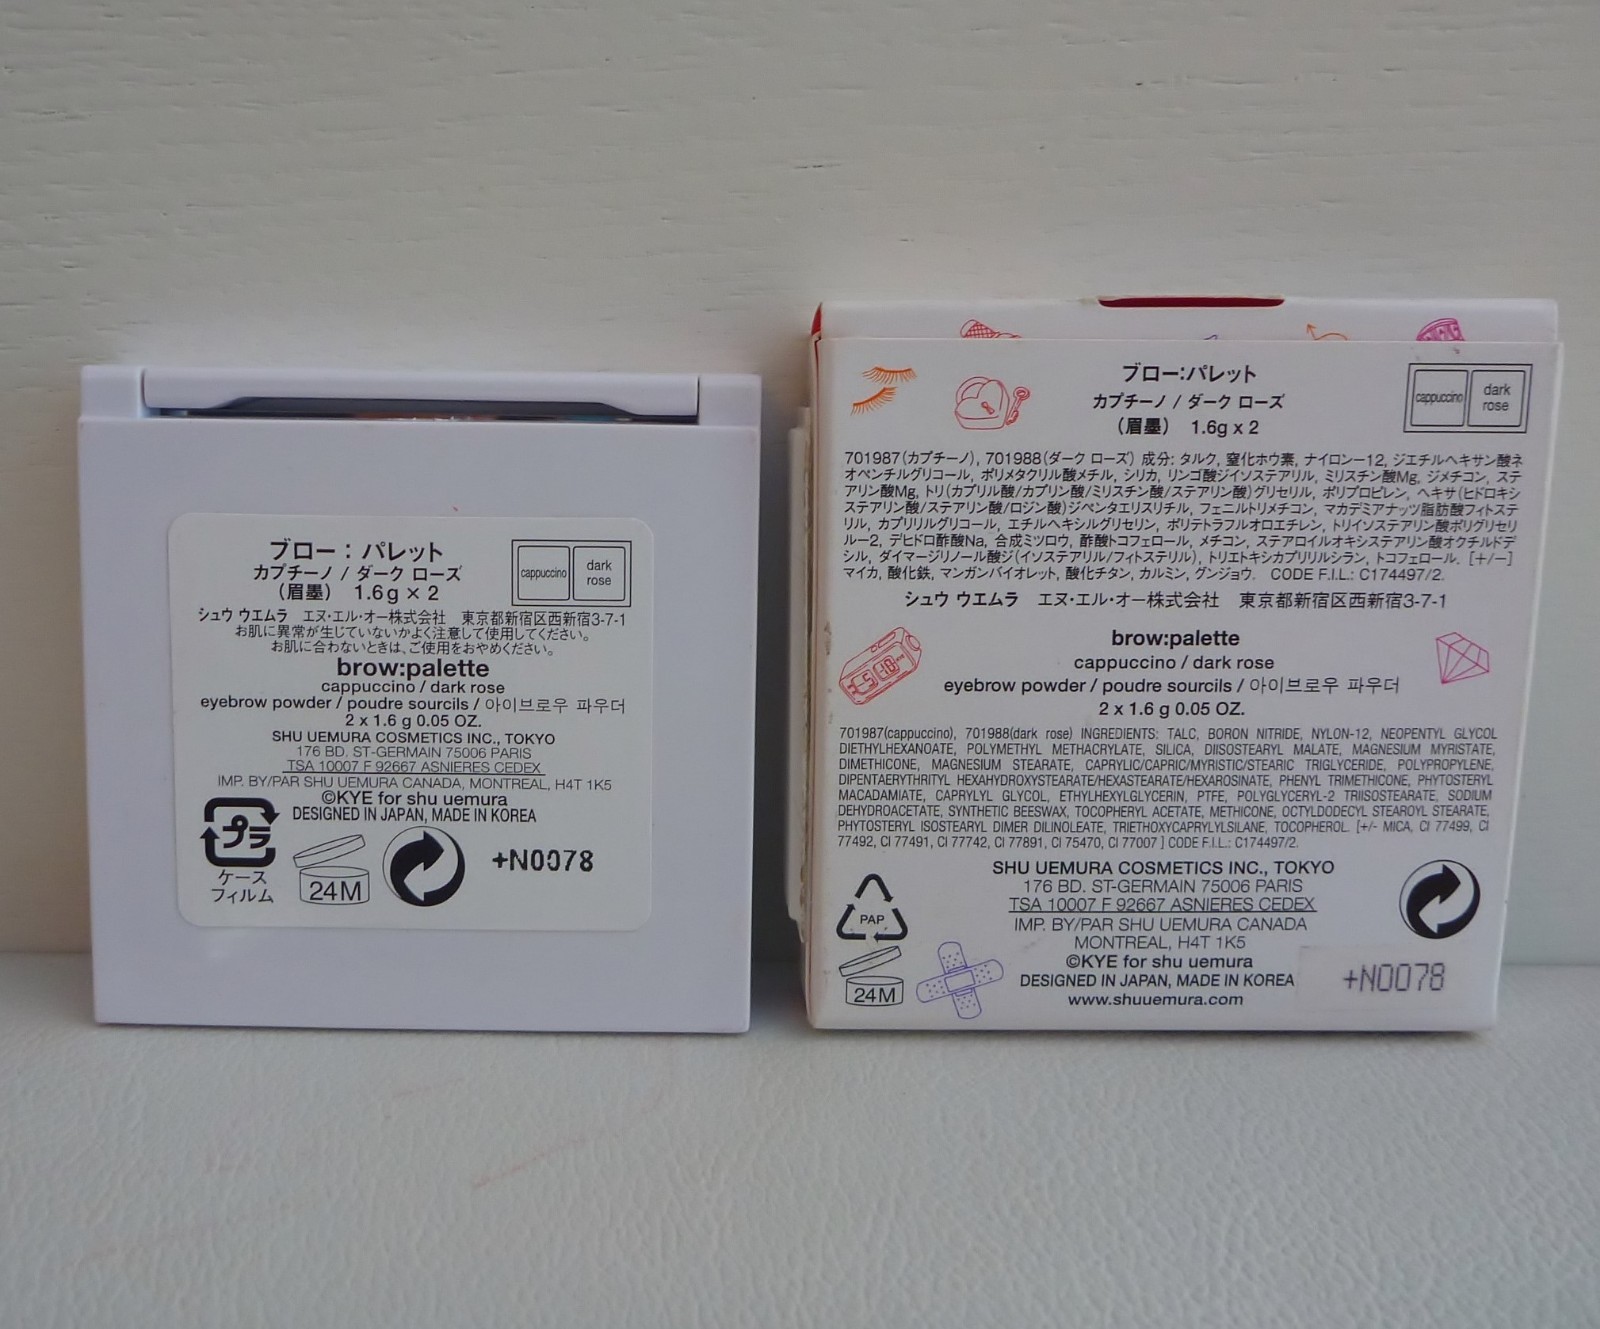 ブロー：パレット
カプチーノ / ダーク ローズ
（眉墨） 1.6g × 2
cappuccino
dark
rose
シュウ ウエムラ エヌ・エル・オー株式会社 東京都新宿区西新宿3-7-1
お肌に異常が生じていないかよく注意して使用してください。
お肌に合わないときは、ご使用をおやめください。
brow:palette
cappuccino / dark rose
eyebrow powder / poudre sourcils / 아이브로우 파우더
2 x 1.6 g 0.05 OZ.
SHU UEMURA COSMETICS INC., TOKYO
176 BD. ST-GERMAIN 75006 PARIS
TSA 10007 F 92667 ASNIERES CEDEX
IMP. BY/PAR SHU UEMURA CANADA, MONTREAL, H4T 1K5
©KYE for shu uemura
DESIGNED IN JAPAN, MADE IN KOREA
プラ
ケース
フィルム
24M
+N0078
ブロー:パレット
カプチーノ / ダーク ローズ
（眉墨） 1.6g x 2
cappuccino
dark
rose
701987(カプチーノ), 701988(ダーク ローズ) 成分: タルク, 窒化ホウ素, ナイロン－12, ジエチルヘキサン酸ネ
オペンチルグリコール, ポリメタクリル酸メチル, シリカ, リンゴ酸ジイソステアリル, ミリスチン酸Mg, ジメチコン, ステ
アリン酸Mg, トリ(カプリル酸/カプリン酸/ミリスチン酸/ステアリン酸)グリセリル, ポリプロピレン, ヘキサ(ヒドロキシ
ステアリン酸/ステアリン酸/ロジン酸)ジペンタエリスリチル, フェニルトリメチコン, マカデミアナッツ脂肪酸フィトステ
リル, カプリリルグリコール, エチルヘキシルグリセリン, ポリテトラフルオロエチレン, トリイソステアリン酸ポリグリセリ
ル－2, デヒドロ酢酸Na, 合成ミツロウ, 酢酸トコフェロール, メチコン, ステアロイルオキシステアリン酸オクチルドデ
シル, ダイマージリノール酸ジ(イソステアリル/フィトステリル), トリエトキシカプリリルシラン, トコフェロール. [+/－]
マイカ, 酸化鉄, マンガンバイオレット, 酸化チタン, カルミン, グンジョウ. CODE F.I.L.: C174497/2.
シュウ ウエムラ エヌ・エル・オー株式会社 東京都新宿区西新宿3-7-1
brow:palette
cappuccino / dark rose
eyebrow powder / poudre sourcils / 아이브로우 파우더
2 x 1.6 g 0.05 OZ.
701987(cappuccino), 701988(dark rose) INGREDIENTS: TALC, BORON NITRIDE, NYLON-12, NEOPENTYL GLYCOL
DIETHYLHEXANOATE, POLYMETHYL METHACRYLATE, SILICA, DIISOSTEARYL MALATE, MAGNESIUM MYRISTATE,
DIMETHICONE, MAGNESIUM STEARATE, CAPRYLIC/CAPRIC/MYRISTIC/STEARIC TRIGLYCERIDE, POLYPROPYLENE,
DIPENTAERYTHRITYL HEXAHYDROXYSTEARATE/HEXASTEARATE/HEXAROSINATE, PHENYL TRIMETHICONE, PHYTOSTERYL
MACADAMIATE, CAPRYLYL GLYCOL, ETHYLHEXYLGLYCERIN, PTFE, POLYGLYCERYL-2 TRIISOSTEARATE, SODIUM
DEHYDROACETATE, SYNTHETIC BEESWAX, TOCOPHERYL ACETATE, METHICONE, OCTYLDODECYL STEAROYL STEARATE,
PHYTOSTERYL ISOSTEARYL DIMER DILINOLEATE, TRIETHOXYCAPRYLYLSILANE, TOCOPHEROL. [+/- MICA, CI 77499, CI
77492, CI 77491, CI 77742, CI 77891, CI 75470, CI 77007 ] CODE F.I.L.: C174497/2.
SHU UEMURA COSMETICS INC., TOKYO
176 BD. ST-GERMAIN 75006 PARIS
TSA 10007 F 92667 ASNIERES CEDEX
IMP. BY/PAR SHU UEMURA CANADA
MONTREAL, H4T 1K5
©KYE for shu uemura
DESIGNED IN JAPAN, MADE IN KOREA
www.shuuemura.com
PAP
24M
+N0078